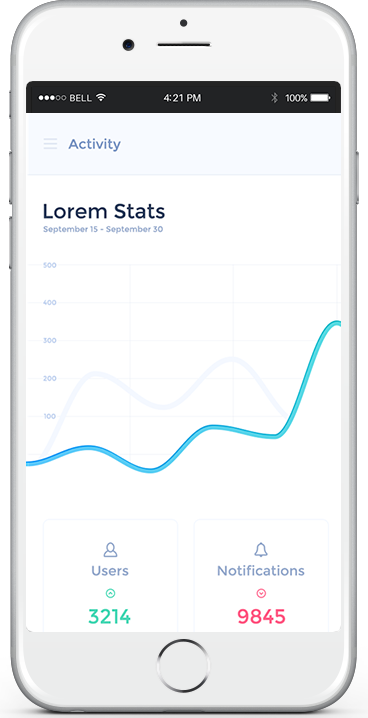 BELL 4:21 PM 100%
Activity
Lorem Stats
September 15 - September 30
500
400
300
200
100
Users Notifications
3214 9845